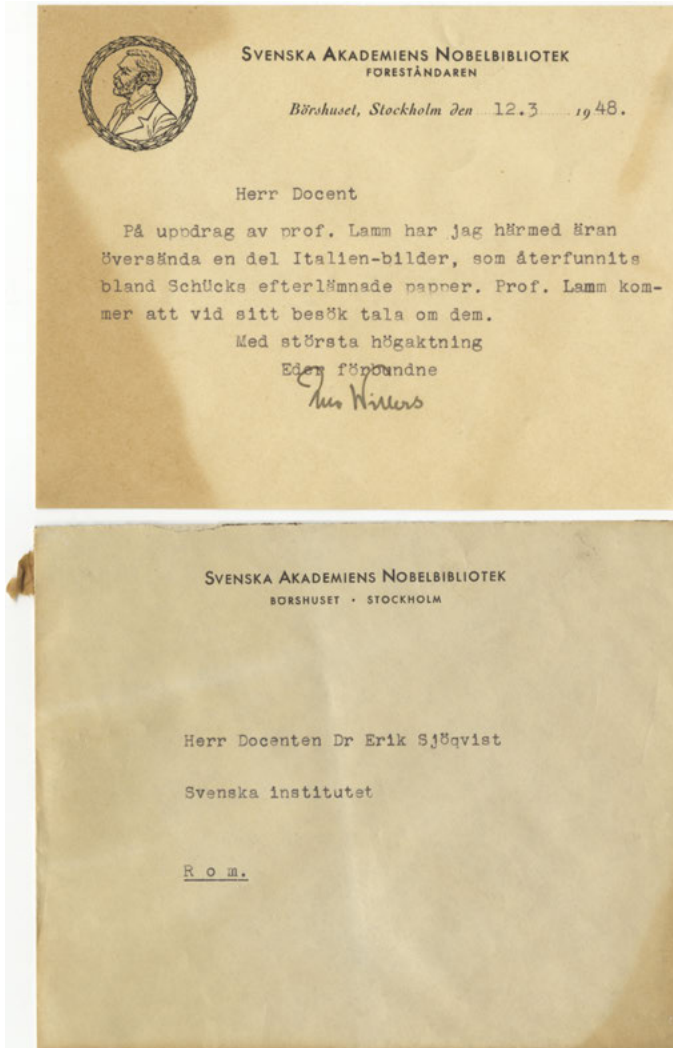 SVENSKA AKADEMIENS NOBELBIBLIOTEK
FÖRESTÅNDAREN
Börshuset, Stockholm den 12.3 1948.
Herr Docent
På uppdrag av prof. Lamm har jag härmed äran
översända en del Italien-bilder, som återfunnits
bland Schücks efterlämnade papper. Prof. Lamm kom-
mer att vid sitt besök tala om dem.
Med största högaktning
Eder förbundne
Willers
SVENSKA AKADEMIENS NOBELBIBLIOTEK
BÖRSHUSET · STOCKHOLM
Herr Docenten Dr Erik Sjöqvist
Svenska institutet
R o m.